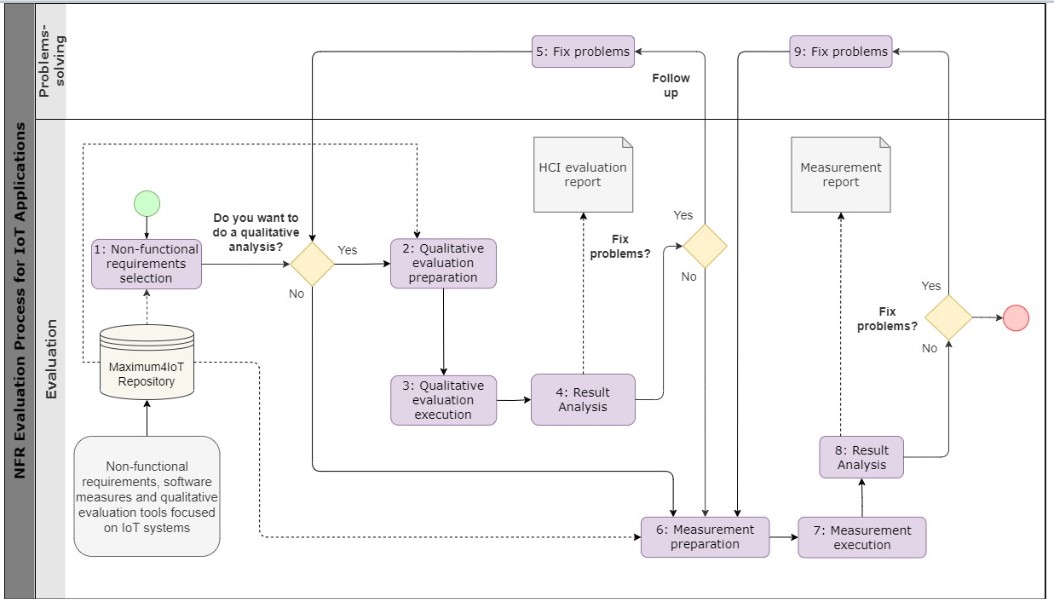 NFR Evaluation Process for IoT Applications
Problems-
solving
5: Fix problems
9: Fix problems
Follow
up
Evaluation
HCI evaluation
report
Measurement
report
Do you want to
do a qualitative
analysis?
1: Non-functional
requirements
selection
Yes
No
2: Qualitative
evaluation
preparation
Yes
Fix
problems?
No
Maximum4IoT
Repository
3: Qualitative
evaluation
execution
4: Result
Analysis
Yes
Fix
problems?
No
Non-functional
requirements, software
measures and qualitative
evaluation tools focused
on IoT systems
8: Result
Analysis
6: Measurement
preparation
7: Measurement
execution